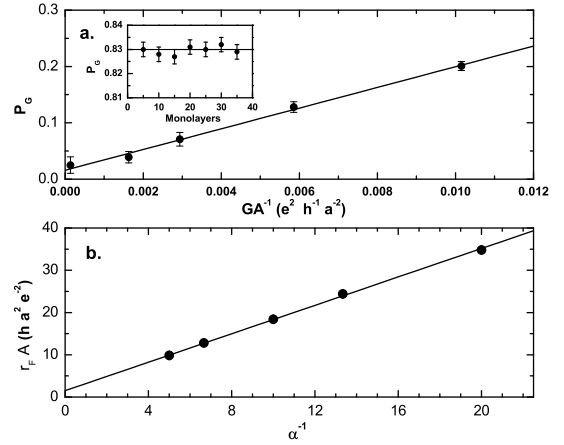 a.
0.84
0.83
0.82
0.81
P_G
0 10 20 30 40
Monolayers
0.3
0.2
0.1
0.0
P_G
0.000 0.002 0.004 0.006 0.008 0.010 0.012
GA⁻¹ (e² h⁻¹ a⁻²)
b.
40
30
20
10
0
r_F A (h a² e⁻²)
0 4 8 12 16 20
α⁻¹